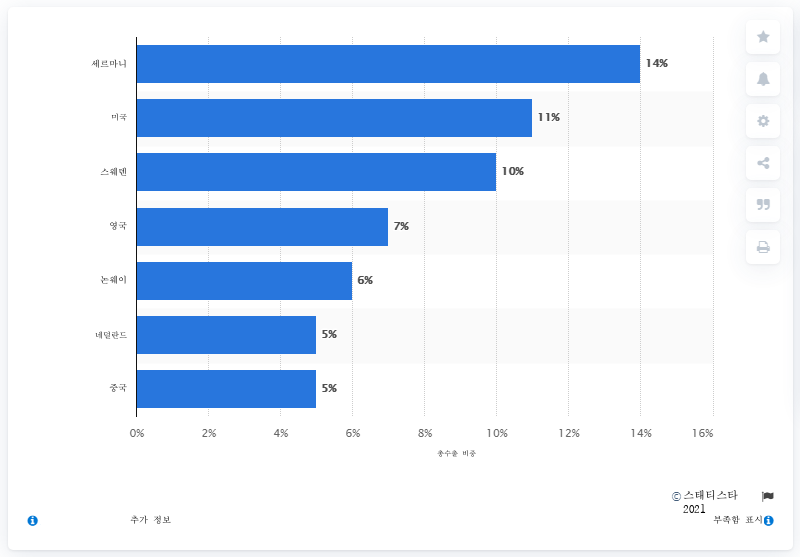 세르마니
14%
미국
11%
스웨덴
10%
영국
7%
논웨이
6%
네덜란드
5%
중국
5%
0% 2% 4% 6% 8% 10% 12% 14% 16%
총수출 비중
© 스태티스타
2021
추가 정보
부족함 표시